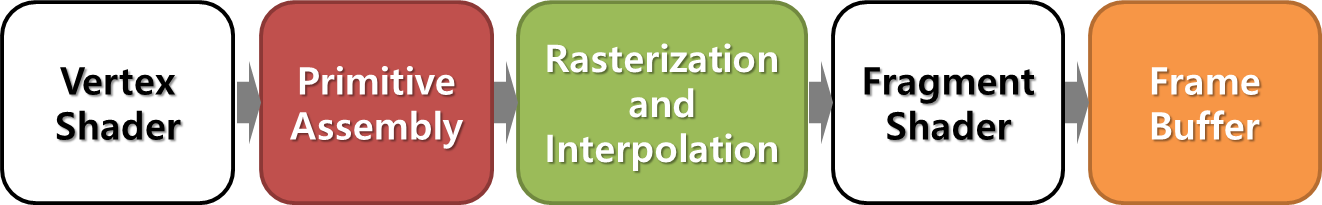 Vertex
Shader
Primitive
Assembly
Rasterization
and
Interpolation
Fragment
Shader
Frame
Buffer